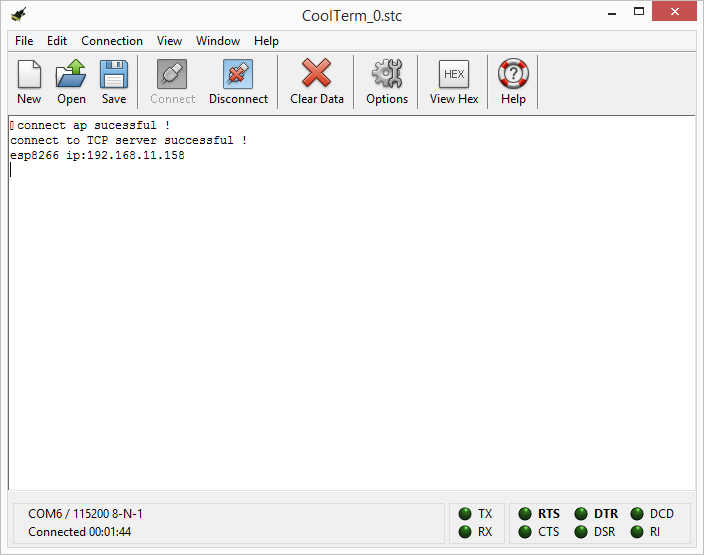 CoolTerm_0.stc
File Edit Connection View Window Help
HEX
New Open Save Connect Disconnect Clear Data Options View Hex Help
connect ap sucessful !
connect to TCP server successful !
esp8266 ip:192.168.11.158
COM6 / 115200 8-N-1
Connected 00:01:44
TX
RX
RTS DTR DCD
CTS DSR RI